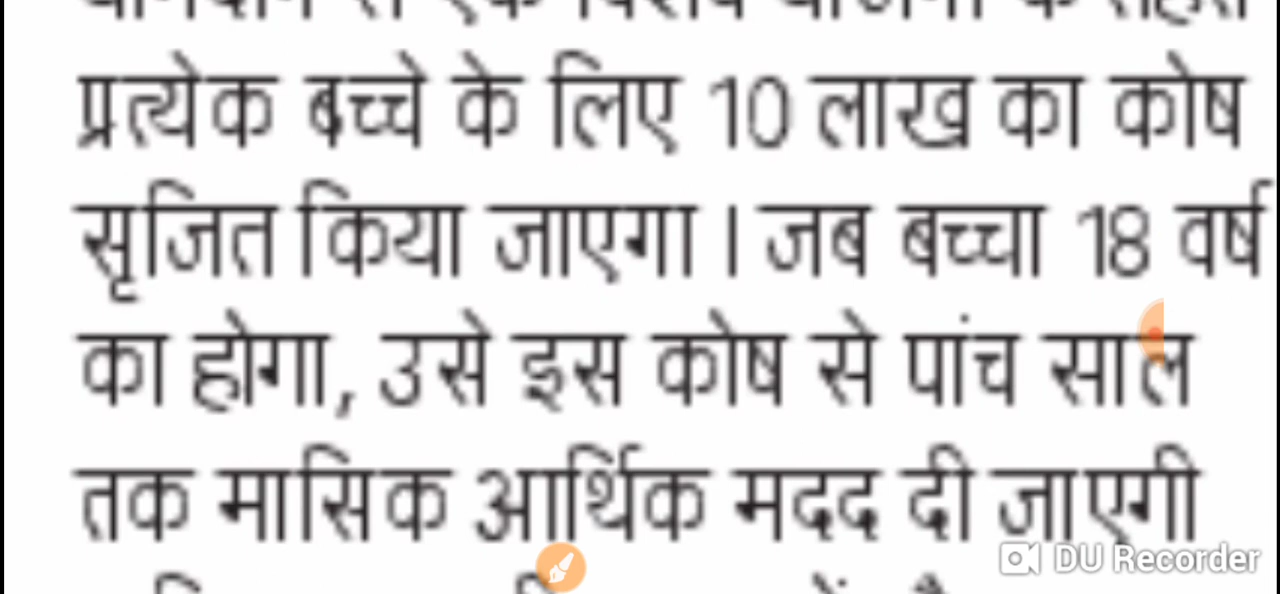 प्रत्येक बच्चे के लिए 10 लाख का कोष
सृजित किया जाएगा । जब बच्चा 18 वर्ष
का होगा, उसे इस कोष से पांच साल
तक मासिक आर्थिक मदद दी जाएगी
DU Recorder